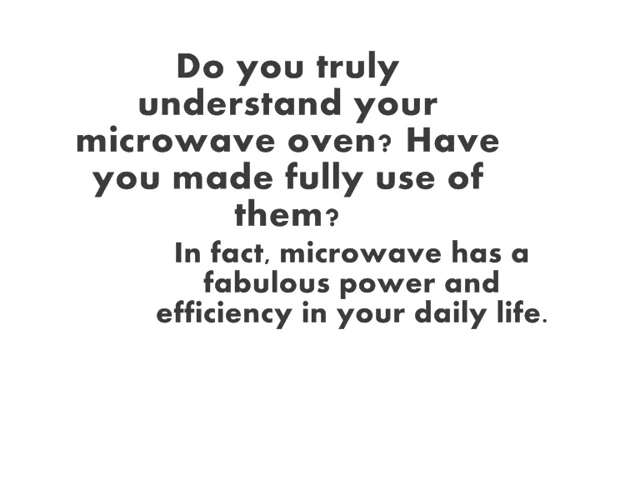 Do you truly
understand your
microwave oven? Have
you made fully use of
them?
In fact, microwave has a
fabulous power and
efficiency in your daily life.